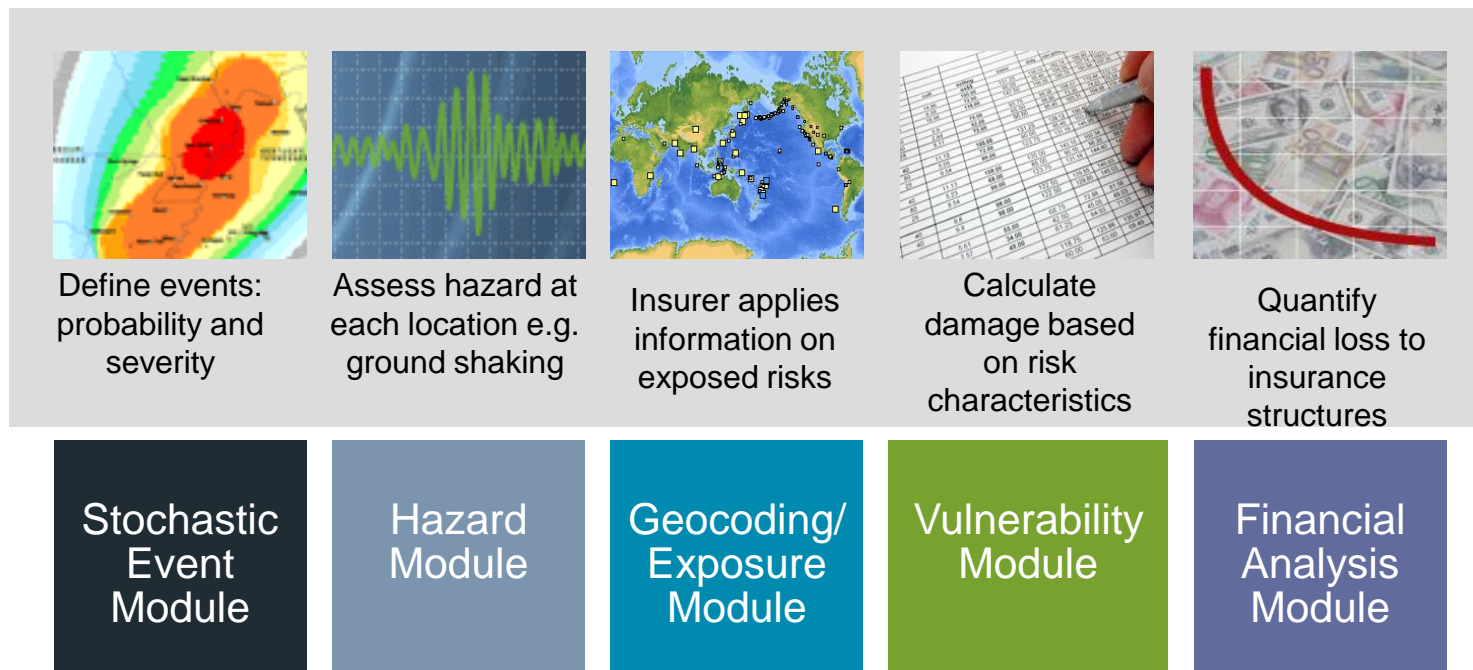 Define events:
probability and
severity
Assess hazard at
each location e.g.
ground shaking
Insurer applies
information on
exposed risks
Calculate
damage based
on risk
characteristics
Quantify
financial loss to
insurance
structures
Stochastic
Event
Module
Hazard
Module
Geocoding/
Exposure
Module
Vulnerability
Module
Financial
Analysis
Module